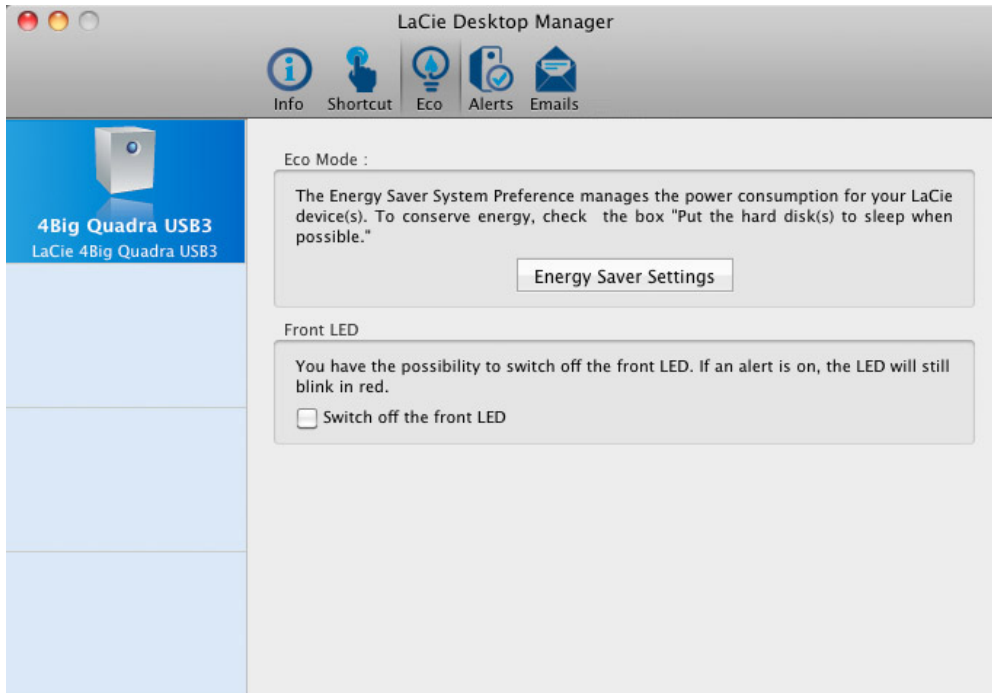 LaCie Desktop Manager
Info Shortcut Eco Alerts Emails
4Big Quadra USB3
LaCie 4Big Quadra USB3
Eco Mode :
The Energy Saver System Preference manages the power consumption for your LaCie
device(s). To conserve energy, check the box "Put the hard disk(s) to sleep when
possible."
Energy Saver Settings
Front LED
You have the possibility to switch off the front LED. If an alert is on, the LED will still
blink in red.
Switch off the front LED